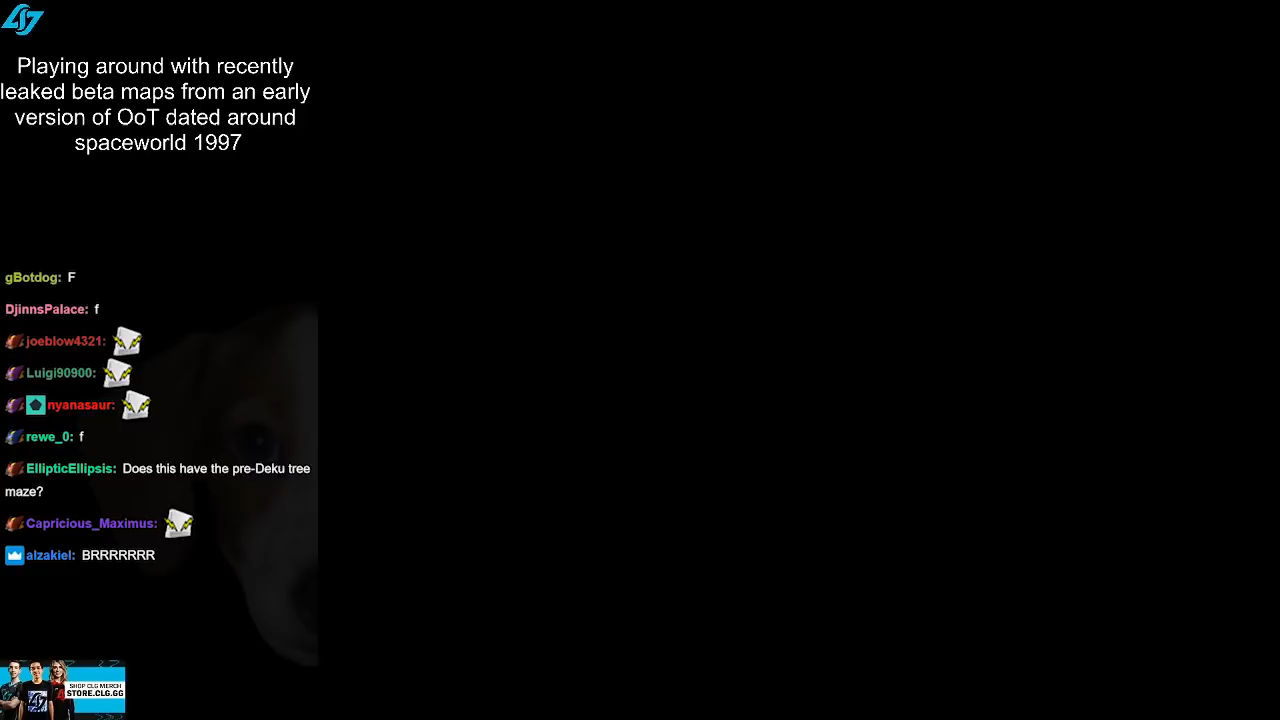 Playing around with recently
leaked beta maps from an early
version of OoT dated around
spaceworld 1997
gBotdog: F
DjinnsPalace: f
joeblow4321:
Luigi90900:
nyanasaur:
rewe_0: f
EllipticEllipsis: Does this have the pre-Deku tree
maze?
Capricious_Maximus:
alzakiel: BRRRRRRR
SHOP CLG MERCH
STORE.CLG.GG